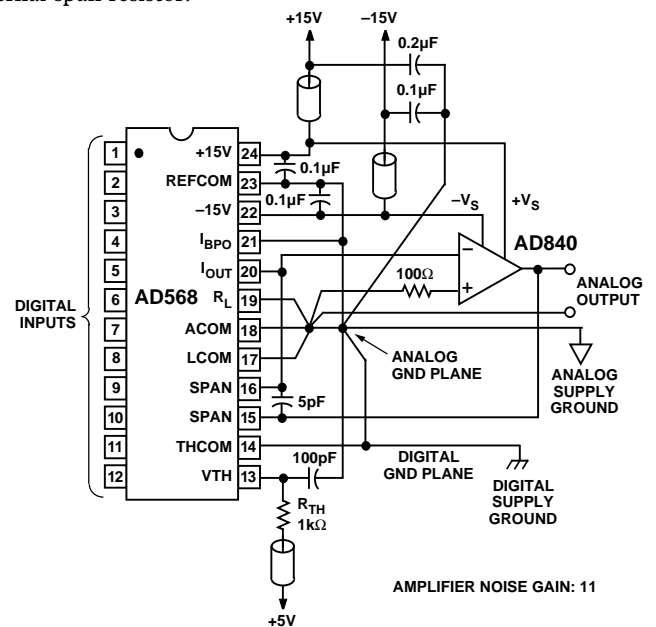 ernal span resistor.
+15V
–15V
0.2µF
0.1µF
1
2
3
4
5
6
7
8
9
10
11
12
DIGITAL
INPUTS
AD568
+15V 24
REFCOM 23
–15V 22
IBPO 21
IOUT 20
RL 19
ACOM 18
LCOM 17
SPAN 16
SPAN 15
THCOM 14
VTH 13
0.1µF
0.1µF
–VS
+VS
AD840
100Ω
–
+
ANALOG
OUTPUT
ANALOG
GND PLANE
ANALOG
SUPPLY
GROUND
5pF
DIGITAL
GND PLANE
100pF
DIGITAL
SUPPLY
GROUND
RTH
1kΩ
+5V
AMPLIFIER NOISE GAIN: 11